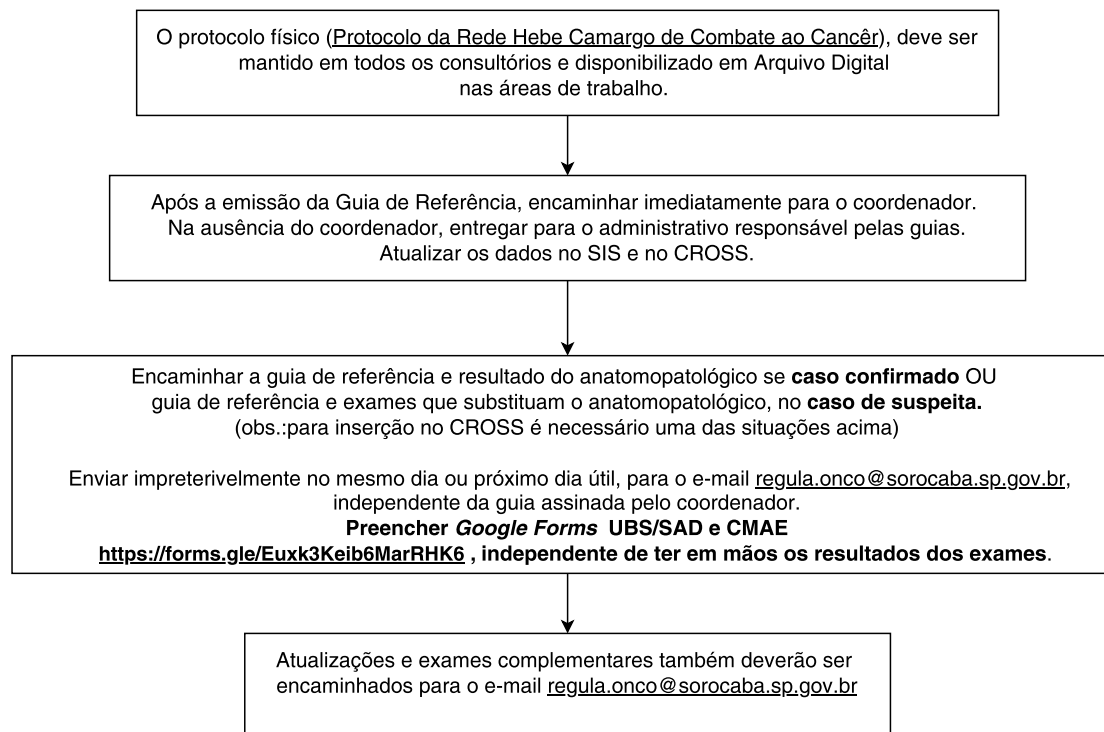 O protocolo físico (Protocolo da Rede Hebe Camargo de Combate ao Cancêr), deve ser
mantido em todos os consultórios e disponibilizado em Arquivo Digital
nas áreas de trabalho.
Após a emissão da Guia de Referência, encaminhar imediatamente para o coordenador.
Na ausência do coordenador, entregar para o administrativo responsável pelas guias.
Atualizar os dados no SIS e no CROSS.
Encaminhar a guia de referência e resultado do anatomopatológico se caso confirmado OU
guia de referência e exames que substituam o anatomopatológico, no caso de suspeita.
(obs.:para inserção no CROSS é necessário uma das situações acima)
Enviar impreterivelmente no mesmo dia ou próximo dia útil, para o e-mail regula.onco@sorocaba.sp.gov.br,
independente da guia assinada pelo coordenador.
Preencher Google Forms UBS/SAD e CMAE
https://forms.gle/Euxk3Keib6MarRHK6 , independente de ter em mãos os resultados dos exames.
Atualizações e exames complementares também deverão ser
encaminhados para o e-mail regula.onco@sorocaba.sp.gov.br